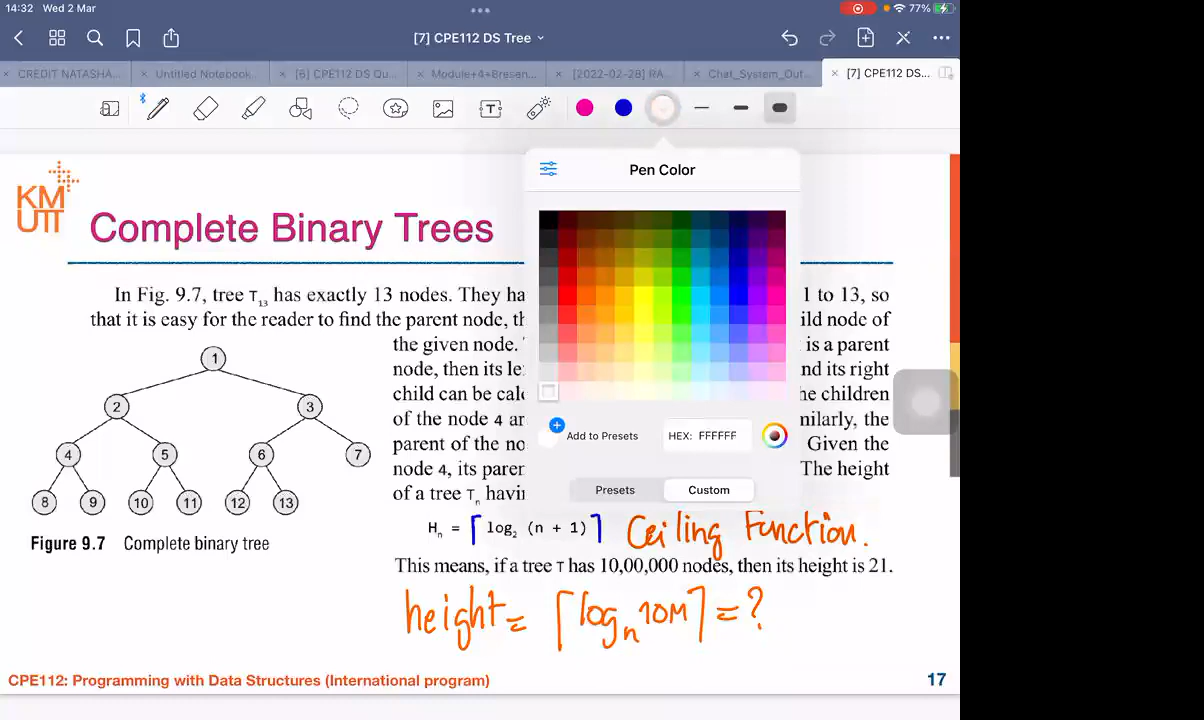 14:32 Wed 2 Mar
77%
[7] CPE112 DS Tree
CREDIT NATASHA...
Untitled Notebook...
[6] CPE112 DS Qu...
Module+4+Bresen...
[2022-02-28] RA...
Chat_System_Out...
[7] CPE112 DS...
T
Pen Color
KM
UTT
Complete Binary Trees
In Fig. 9.7, tree T13 has exactly 13 nodes. They ha
1 to 13, so
that it is easy for the reader to find the parent node, th
ild node of
the given node.
is a parent
node, then its le
nd its right
child can be calc
he children
of the node 4 ar
milarly, the
parent of the no
Given the
node 4, its paren
The height
of a tree Tn havin
Add to Presets
HEX: FFFFFF
Presets
Custom
1
2
3
4
5
6
7
8
9
10
11
12
13
Figure 9.7 Complete binary tree
Hn = ⌈ log2 (n + 1) ⌉ Ceiling Function.
This means, if a tree T has 10,00,000 nodes, then its height is 21.
height = ⌈logn 10M⌉ = ?
CPE112: Programming with Data Structures (International program)
17